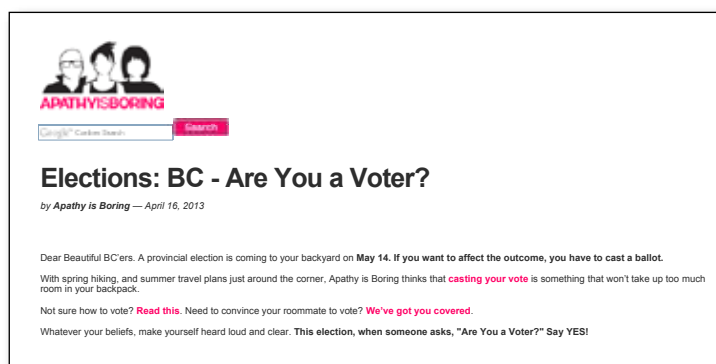 APATHYISBORING
Google™ Custom Search
Search
Elections: BC - Are You a Voter?
by Apathy is Boring — April 16, 2013
Dear Beautiful BC'ers. A provincial election is coming to your backyard on May 14. If you want to affect the outcome, you have to cast a ballot.
With spring hiking, and summer travel plans just around the corner, Apathy is Boring thinks that casting your vote is something that won't take up too much
room in your backpack.
Not sure how to vote? Read this. Need to convince your roommate to vote? We've got you covered.
Whatever your beliefs, make yourself heard loud and clear. This election, when someone asks, "Are You a Voter?" Say YES!